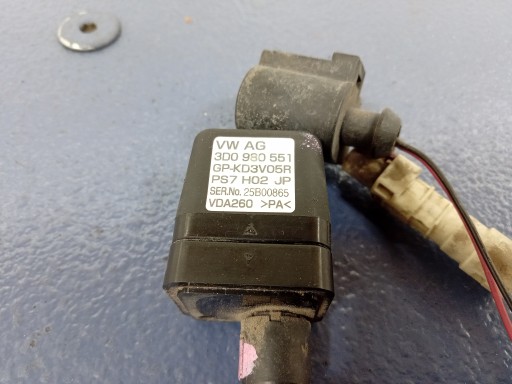 VW AG
3D0 980 551
GP-KD3V05R
PS7 H02 JP
SER.No. 25B00865
VDA260 >PA<